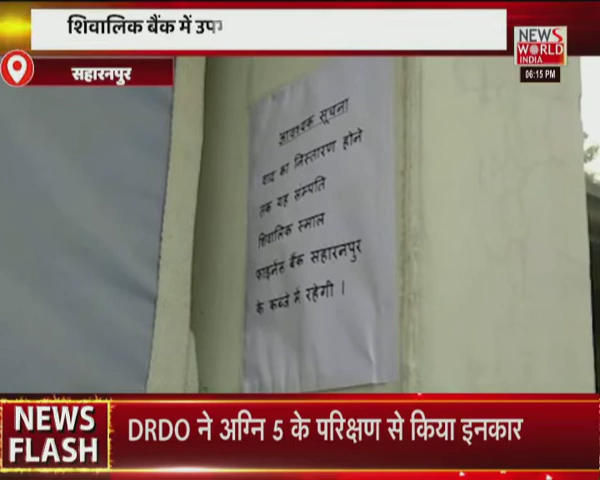 शिवालिक बैंक में उप
NEWS
WORLD
INDIA
06:15 PM
सहारनपुर
आवश्यक सूचना
वाद का निस्तारण होने
तक यह सम्पति
शिवालिक स्माल
फाइनेंस बैंक सहारनपुर
के कब्जे में रहेगी ।
NEWS
FLASH
DRDO ने अग्नि 5 के परिक्षण से किया इनकार